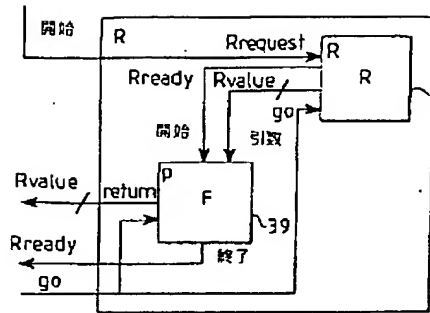 開始
R
Rrequest
R
R
Rready
Rvalue
go
開始
引数
Rvalue
return
P
F
39
Rready
終了
go